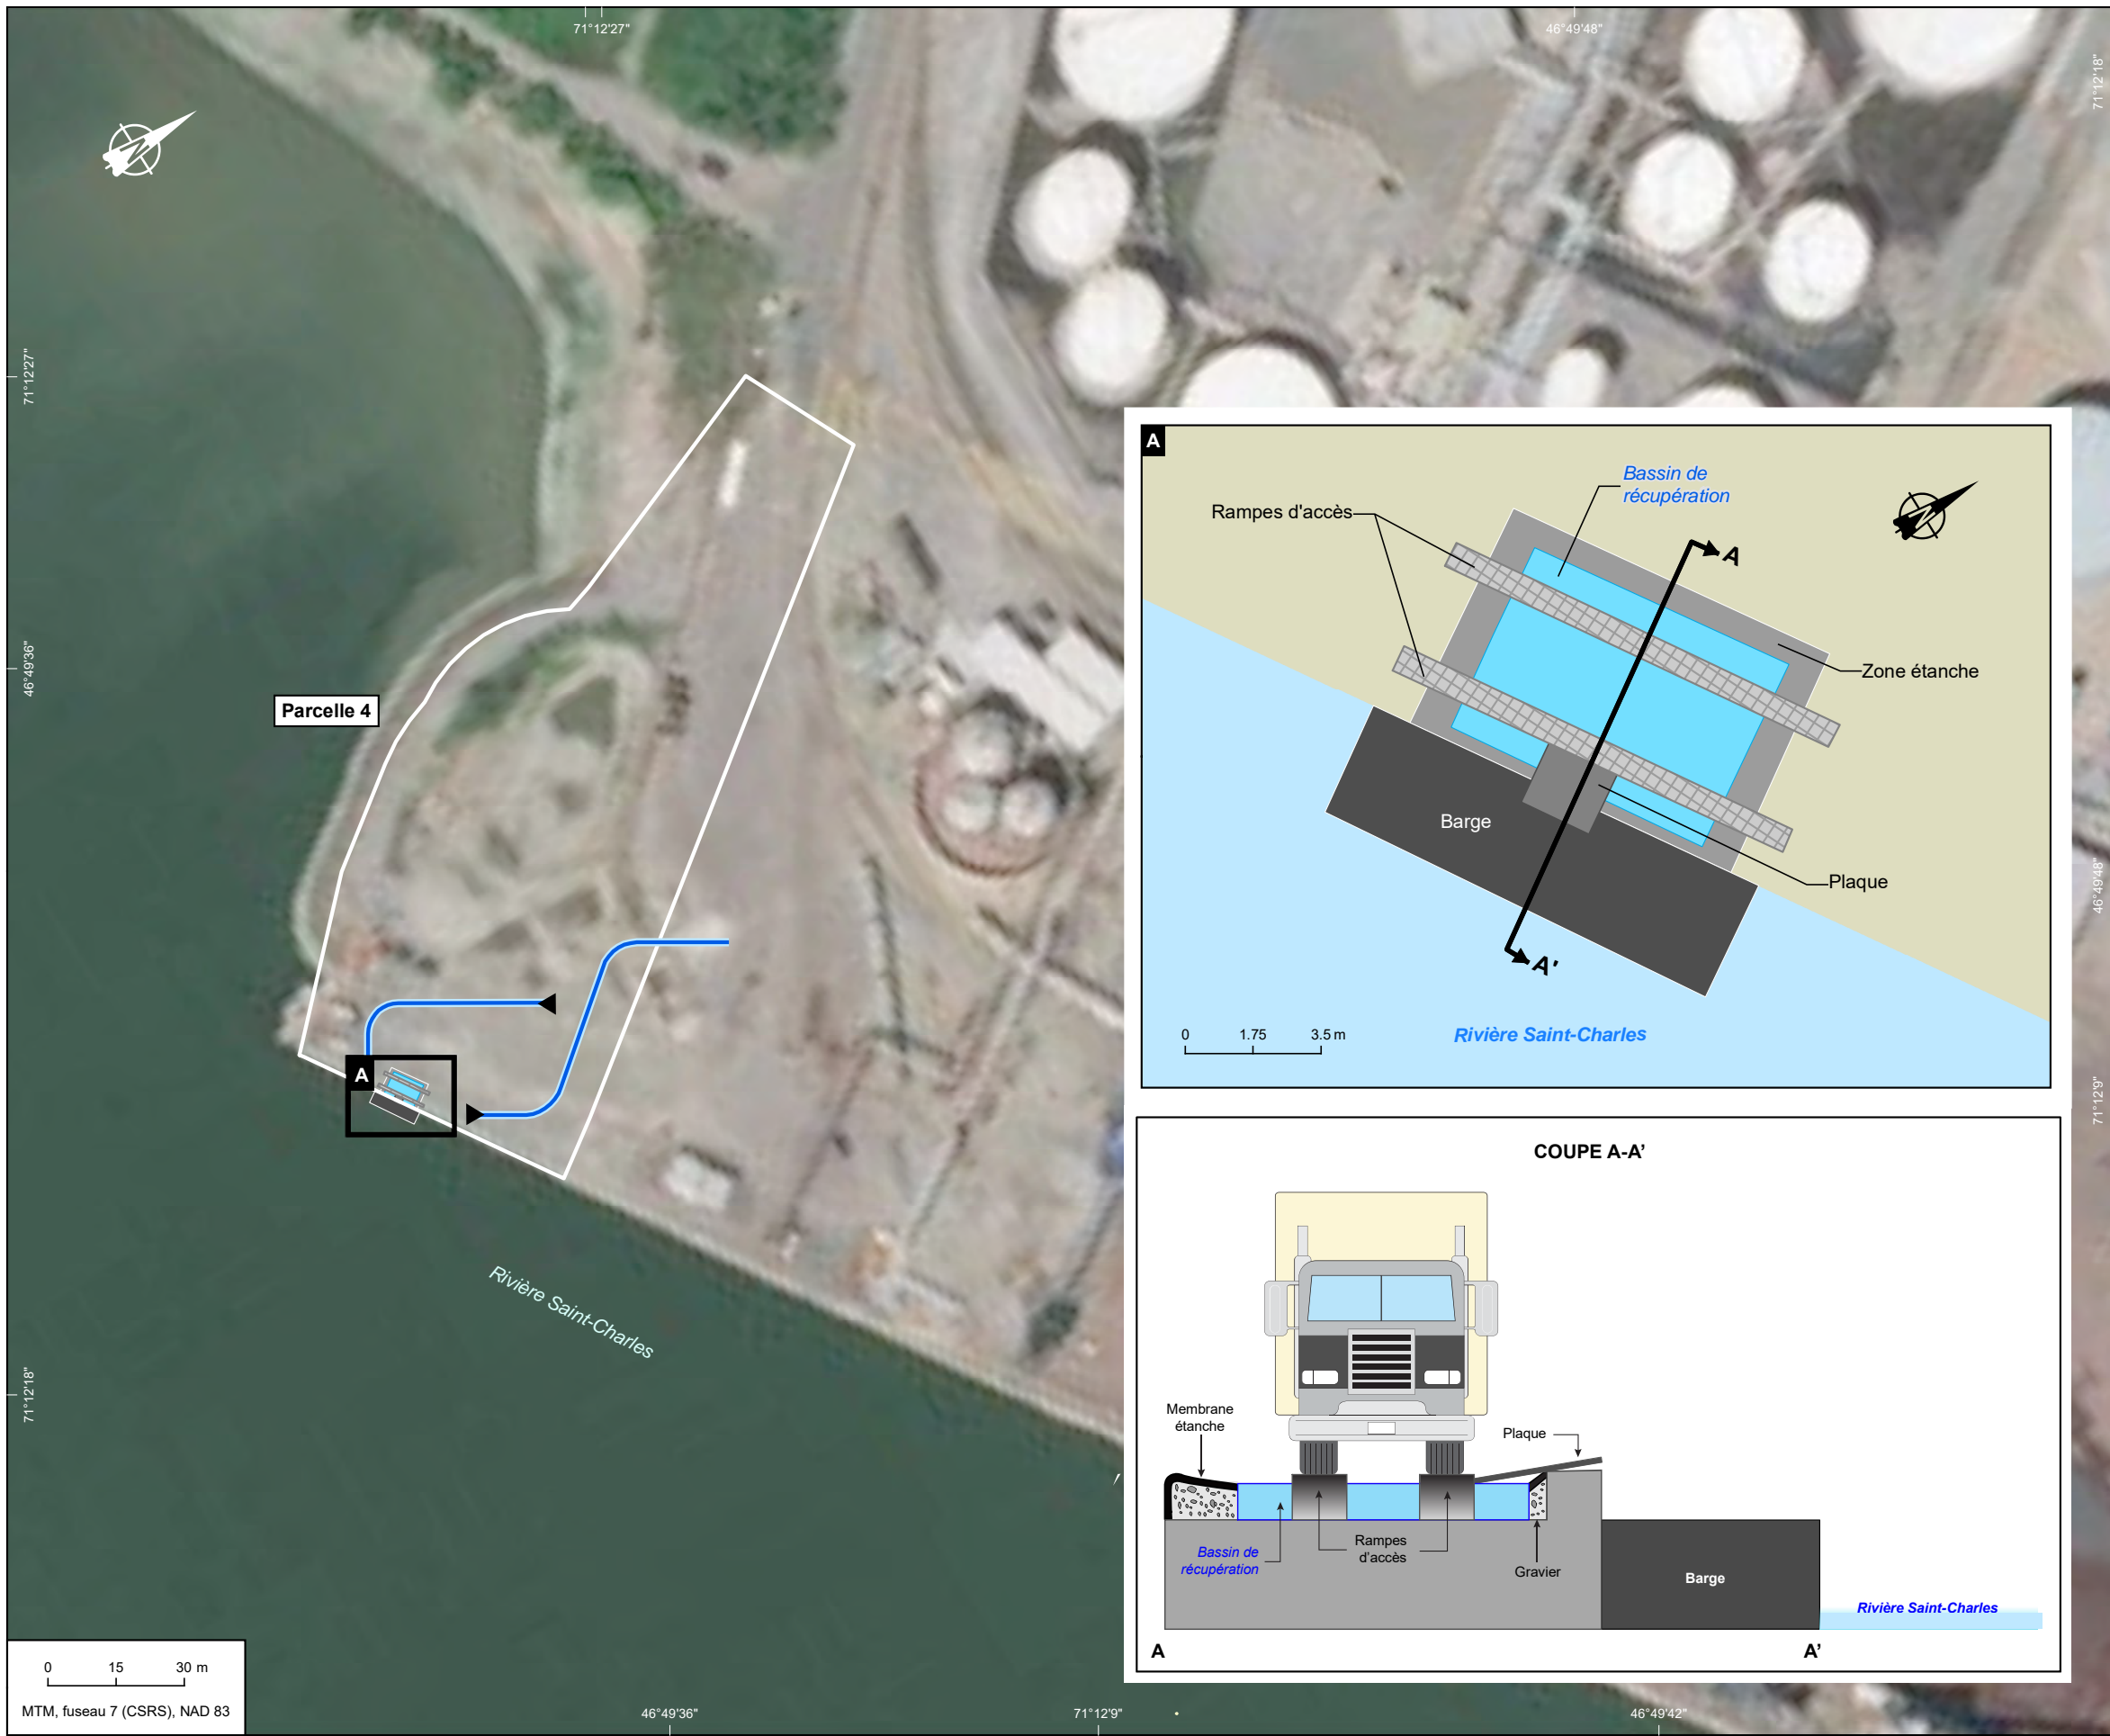 71°12'27"
46°49'48"
71°12'18"
71°12'27"
46°49'36"
71°12'18"
46°49'48"
71°12'9"
Parcelle 4
A
Rivière Saint-Charles
A
Bassin de
récupération
Rampes d'accès
A
Zone étanche
Barge
Plaque
A'
0 1.75 3.5 m
Rivière Saint-Charles
COUPE A-A’
Membrane
étanche
Plaque
Rampes
d’accès
Bassin de
récupération
Gravier
Barge
Rivière Saint-Charles
A
A’
0 15 30 m
MTM, fuseau 7 (CSRS), NAD 83
46°49'36"
71°12'9"
46°49'42"